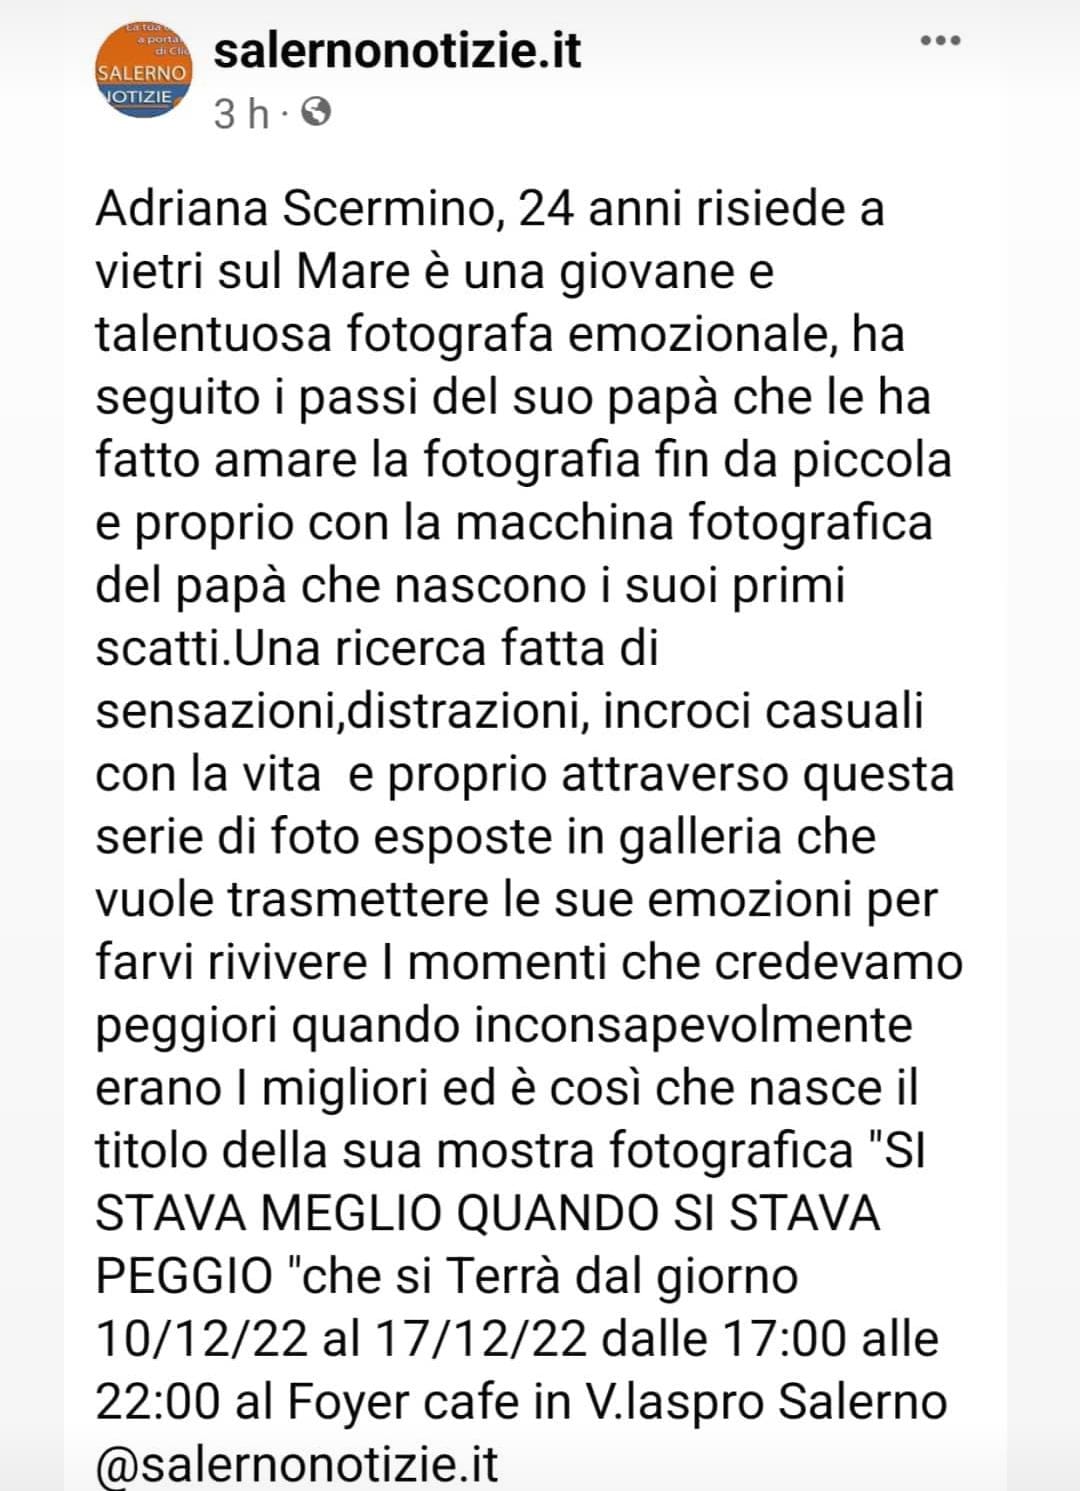 La tua
a porta
di Clic
SALERNO
NOTIZIE
salernonotizie.it
3 h ·
Adriana Scermino, 24 anni risiede a
vietri sul Mare è una giovane e
talentuosa fotografa emozionale, ha
seguito i passi del suo papà che le ha
fatto amare la fotografia fin da piccola
e proprio con la macchina fotografica
del papà che nascono i suoi primi
scatti.Una ricerca fatta di
sensazioni,distrazioni, incroci casuali
con la vita  e proprio attraverso questa
serie di foto esposte in galleria che
vuole trasmettere le sue emozioni per
farvi rivivere I momenti che credevamo
peggiori quando inconsapevolmente
erano I migliori ed è così che nasce il
titolo della sua mostra fotografica "SI
STAVA MEGLIO QUANDO SI STAVA
PEGGIO "che si Terrà dal giorno
10/12/22 al 17/12/22 dalle 17:00 alle
22:00 al Foyer cafe in V.laspro Salerno
@salernonotizie.it